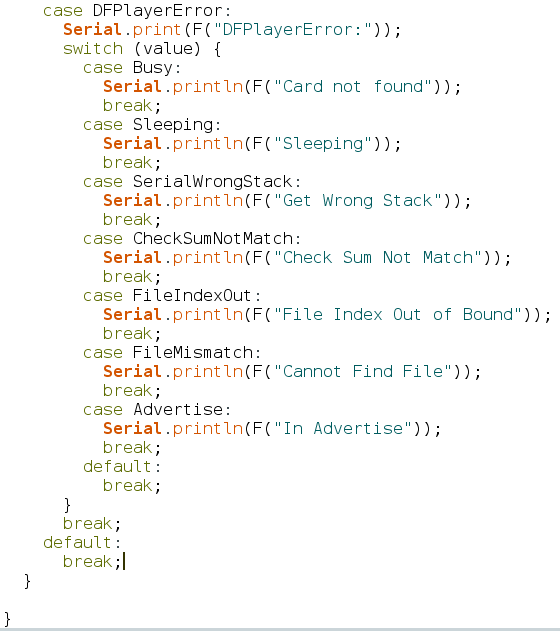 case DFPlayerError:
      Serial.print(F("DFPlayerError:"));
      switch (value) {
        case Busy:
          Serial.println(F("Card not found"));
          break;
        case Sleeping:
          Serial.println(F("Sleeping"));
          break;
        case SerialWrongStack:
          Serial.println(F("Get Wrong Stack"));
          break;
        case CheckSumNotMatch:
          Serial.println(F("Check Sum Not Match"));
          break;
        case FileIndexOut:
          Serial.println(F("File Index Out of Bound"));
          break;
        case FileMismatch:
          Serial.println(F("Cannot Find File"));
          break;
        case Advertise:
          Serial.println(F("In Advertise"));
          break;
        default:
          break;
      }
      break;
    default:
      break;
  }

}